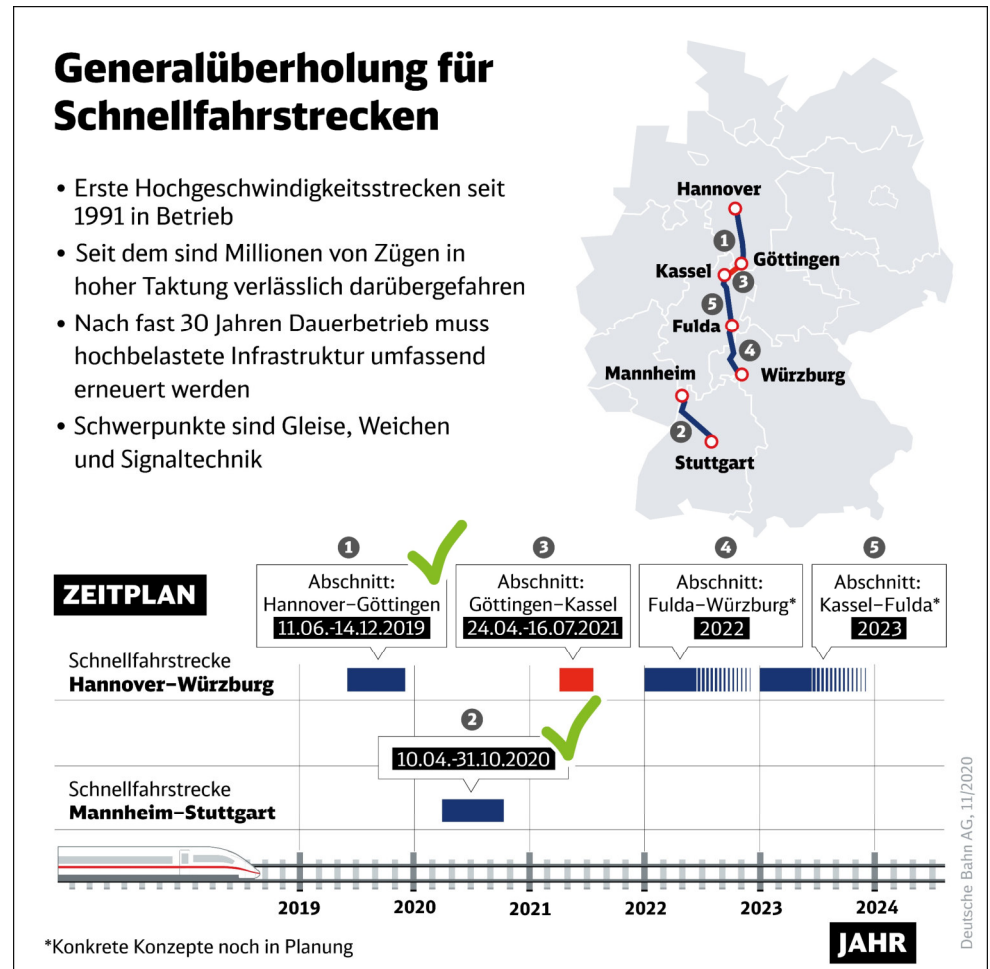 Generalüberholung für
Schnellfahrstrecken
• Erste Hochgeschwindigkeitsstrecken seit
1991 in Betrieb
• Seit dem sind Millionen von Zügen in
hoher Taktung verlässlich darübergefahren
• Nach fast 30 Jahren Dauerbetrieb muss
hochbelastete Infrastruktur umfassend
erneuert werden
• Schwerpunkte sind Gleise, Weichen
und Signaltechnik
Hannover
1
Göttingen
Kassel
3
5
Fulda
4
Mannheim
Würzburg
2
Stuttgart
ZEITPLAN
1
Abschnitt:
Hannover–Göttingen
11.06.-14.12.2019
3
Abschnitt:
Göttingen–Kassel
24.04.-16.07.2021
4
Abschnitt:
Fulda–Würzburg*
2022
5
Abschnitt:
Kassel–Fulda*
2023
Schnellfahrstrecke
Hannover–Würzburg
2
10.04.-31.10.2020
Schnellfahrstrecke
Mannheim–Stuttgart
2019 2020 2021 2022 2023 2024
JAHR
*Konkrete Konzepte noch in Planung
Deutsche Bahn AG, 11/2020